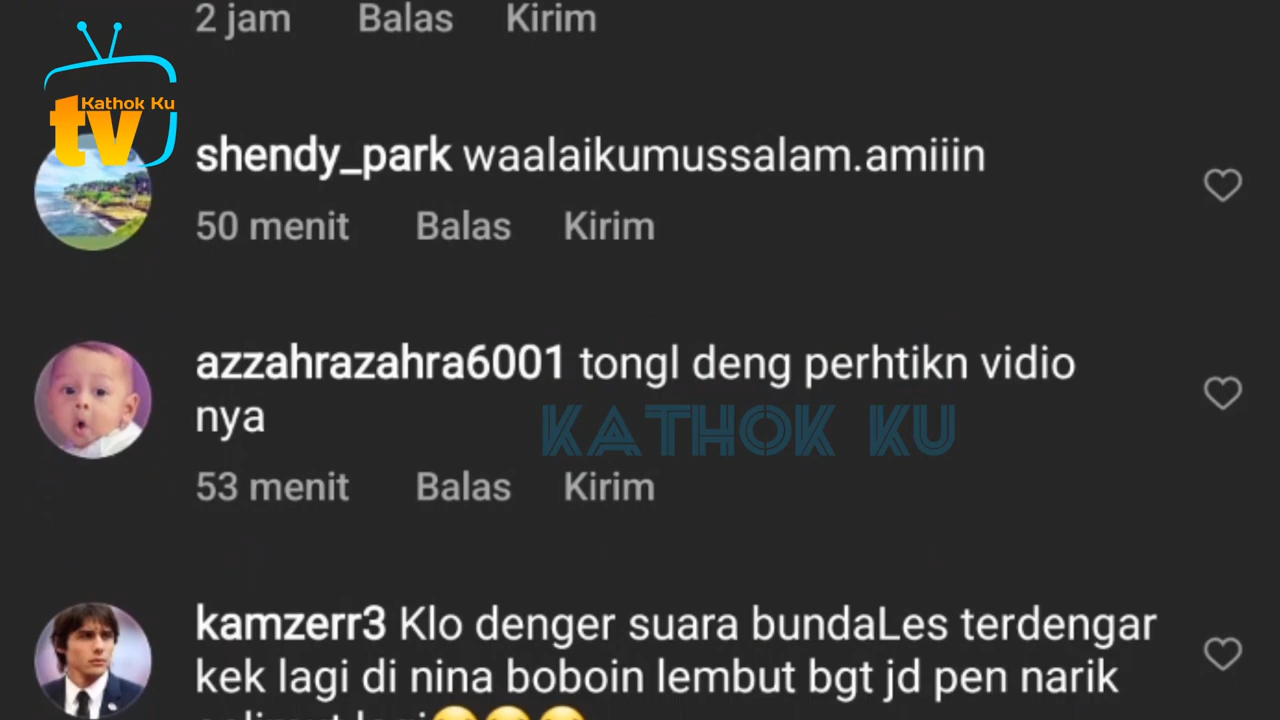 2 jam Balas Kirim
Kathok Ku
tv
shendy_park waalaikumussalam.amiiin
50 menit Balas Kirim
azzahrazahra6001 tongl deng perhtikn vidio
nya
KATHOK KU
53 menit Balas Kirim
kamzerr3 Klo denger suara bundaLes terdengar
kek lagi di nina boboin lembut bgt jd pen narik